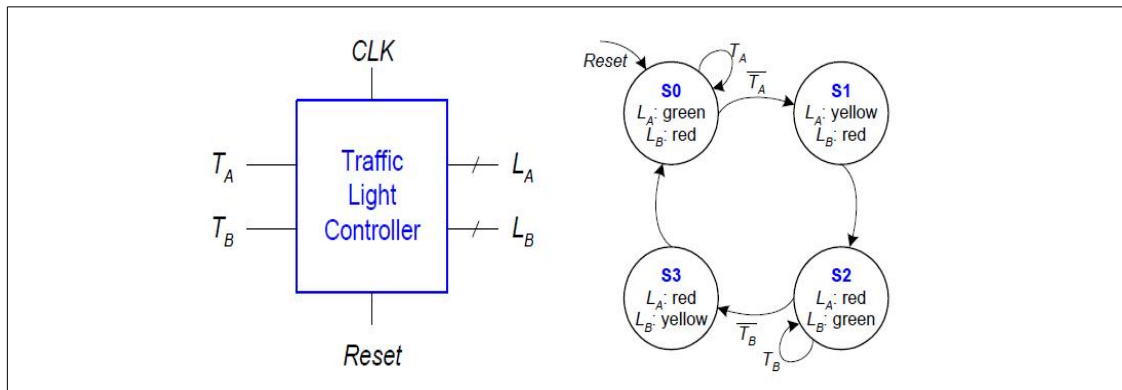 CLK
T_A
T_B
Traffic
Light
Controller
L_A
L_B
Reset
Reset
T_A
S0
L_A: green
L_B: red
T̅_A
S1
L_A: yellow
L_B: red
S3
L_A: red
L_B: yellow
T̅_B
S2
L_A: red
L_B: green
T_B